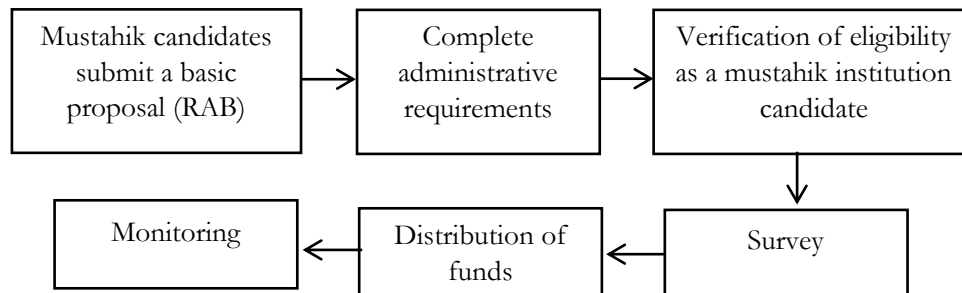 Mustahik candidates
submit a basic
proposal (RAB)
Complete
administrative
requirements
Verification of eligibility
as a mustahik institution
candidate
Survey
Distribution of
funds
Monitoring